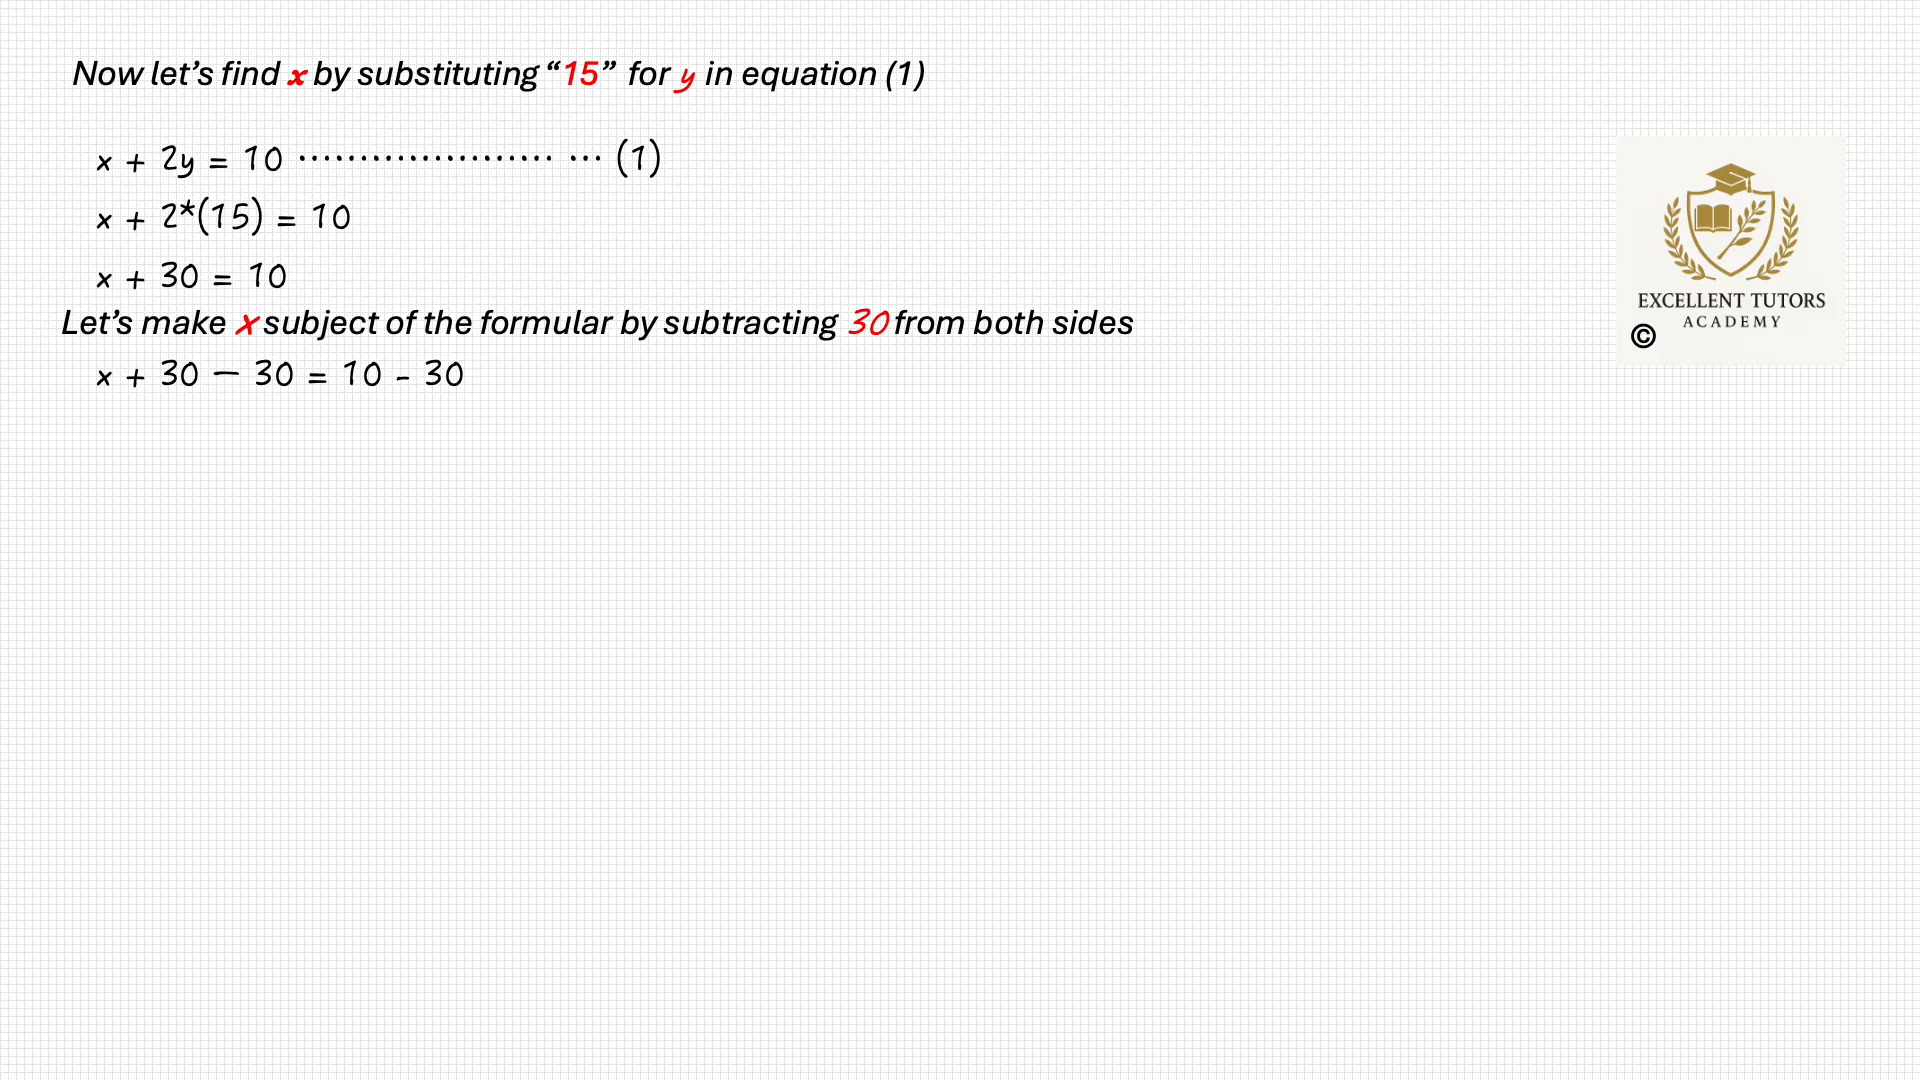 Now let’s find x by substituting “15” for y in equation (1)
x + 2y = 10 ⋯⋯⋯⋯⋯⋯⋯ ⋯ (1)
x + 2*(15) = 10
x + 30 = 10
Let’s make x subject of the formular by subtracting 30 from both sides
x + 30 – 30 = 10 - 30
EXCELLENT TUTORS
ACADEMY
©